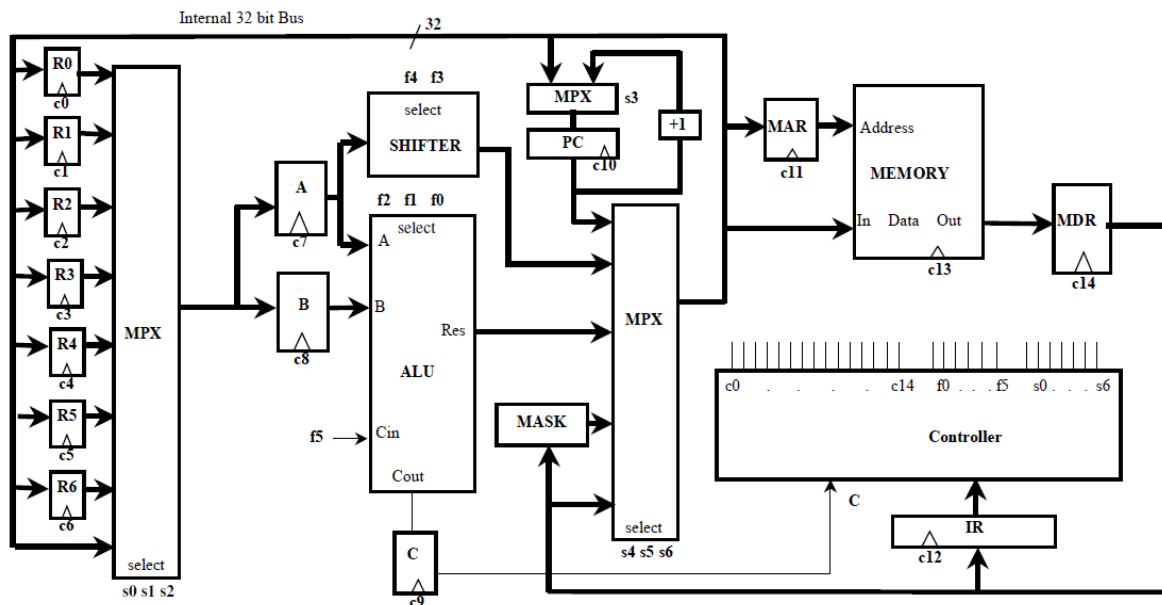 Internal 32 bit Bus
32
R0
c0
R1
c1
R2
c2
R3
c3
R4
c4
R5
c5
R6
c6
MPX
select
s0 s1 s2
A
c7
B
c8
f4 f3
select
SHIFTER
f2 f1 f0
select
A
B
Res
ALU
f5
Cin
Cout
C
c9
MPX
s3
PC
c10
+1
MPX
select
s4 s5 s6
MASK
MAR
c11
Address
MEMORY
In Data Out
c13
MDR
c14
c0 . . . . c14 f0 . . . f5 s0 . . . s6
Controller
C
IR
c12